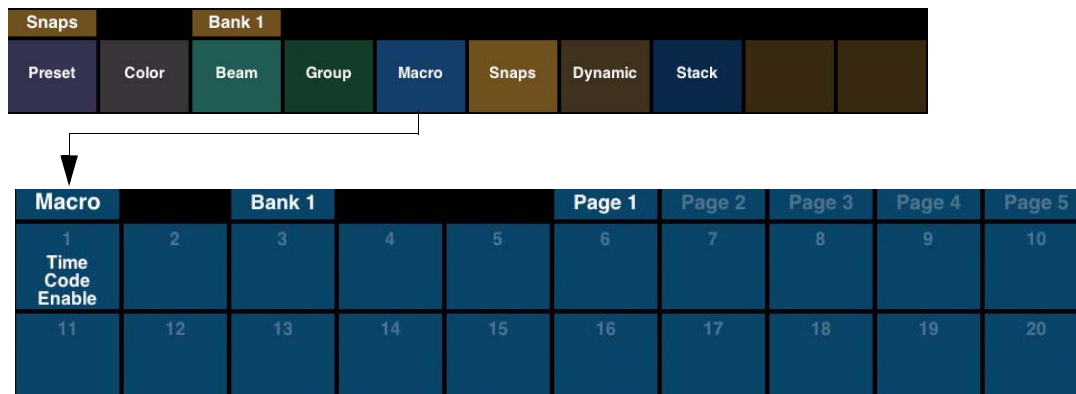 Snaps Bank 1
Preset Color Beam Group Macro Snaps Dynamic Stack
Macro Bank 1 Page 1 Page 2 Page 3 Page 4 Page 5
1 2 3 4 5 6 7 8 9 10
Time
Code
Enable
11 12 13 14 15 16 17 18 19 20